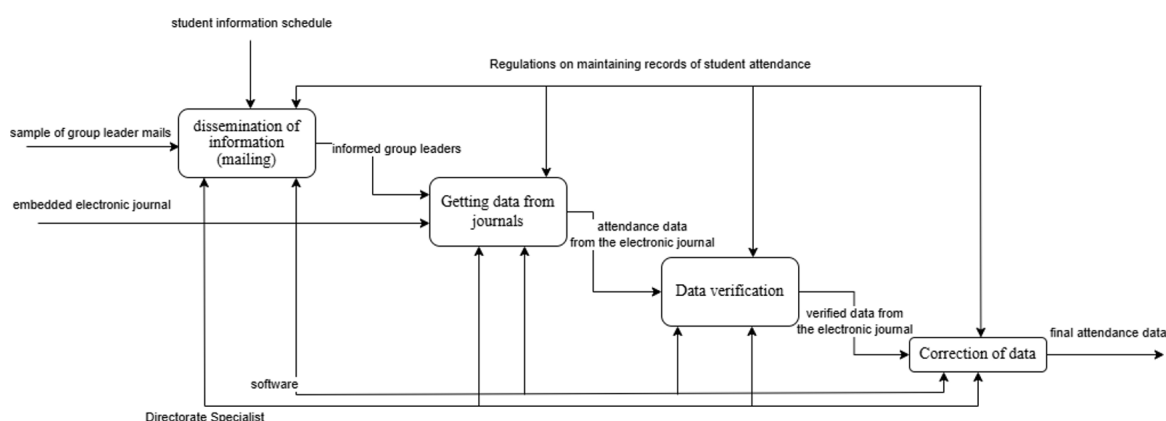 student information schedule
Regulations on maintaining records of student attendance
dissemination of
information
(mailing)
sample of group leader mails
informed group leaders
embedded electronic journal
Getting data from
journals
attendance data
from the electronic journal
Data verification
verified data from
the electronic journal
Correction of data
final attendance data
software
Directorate Specialist